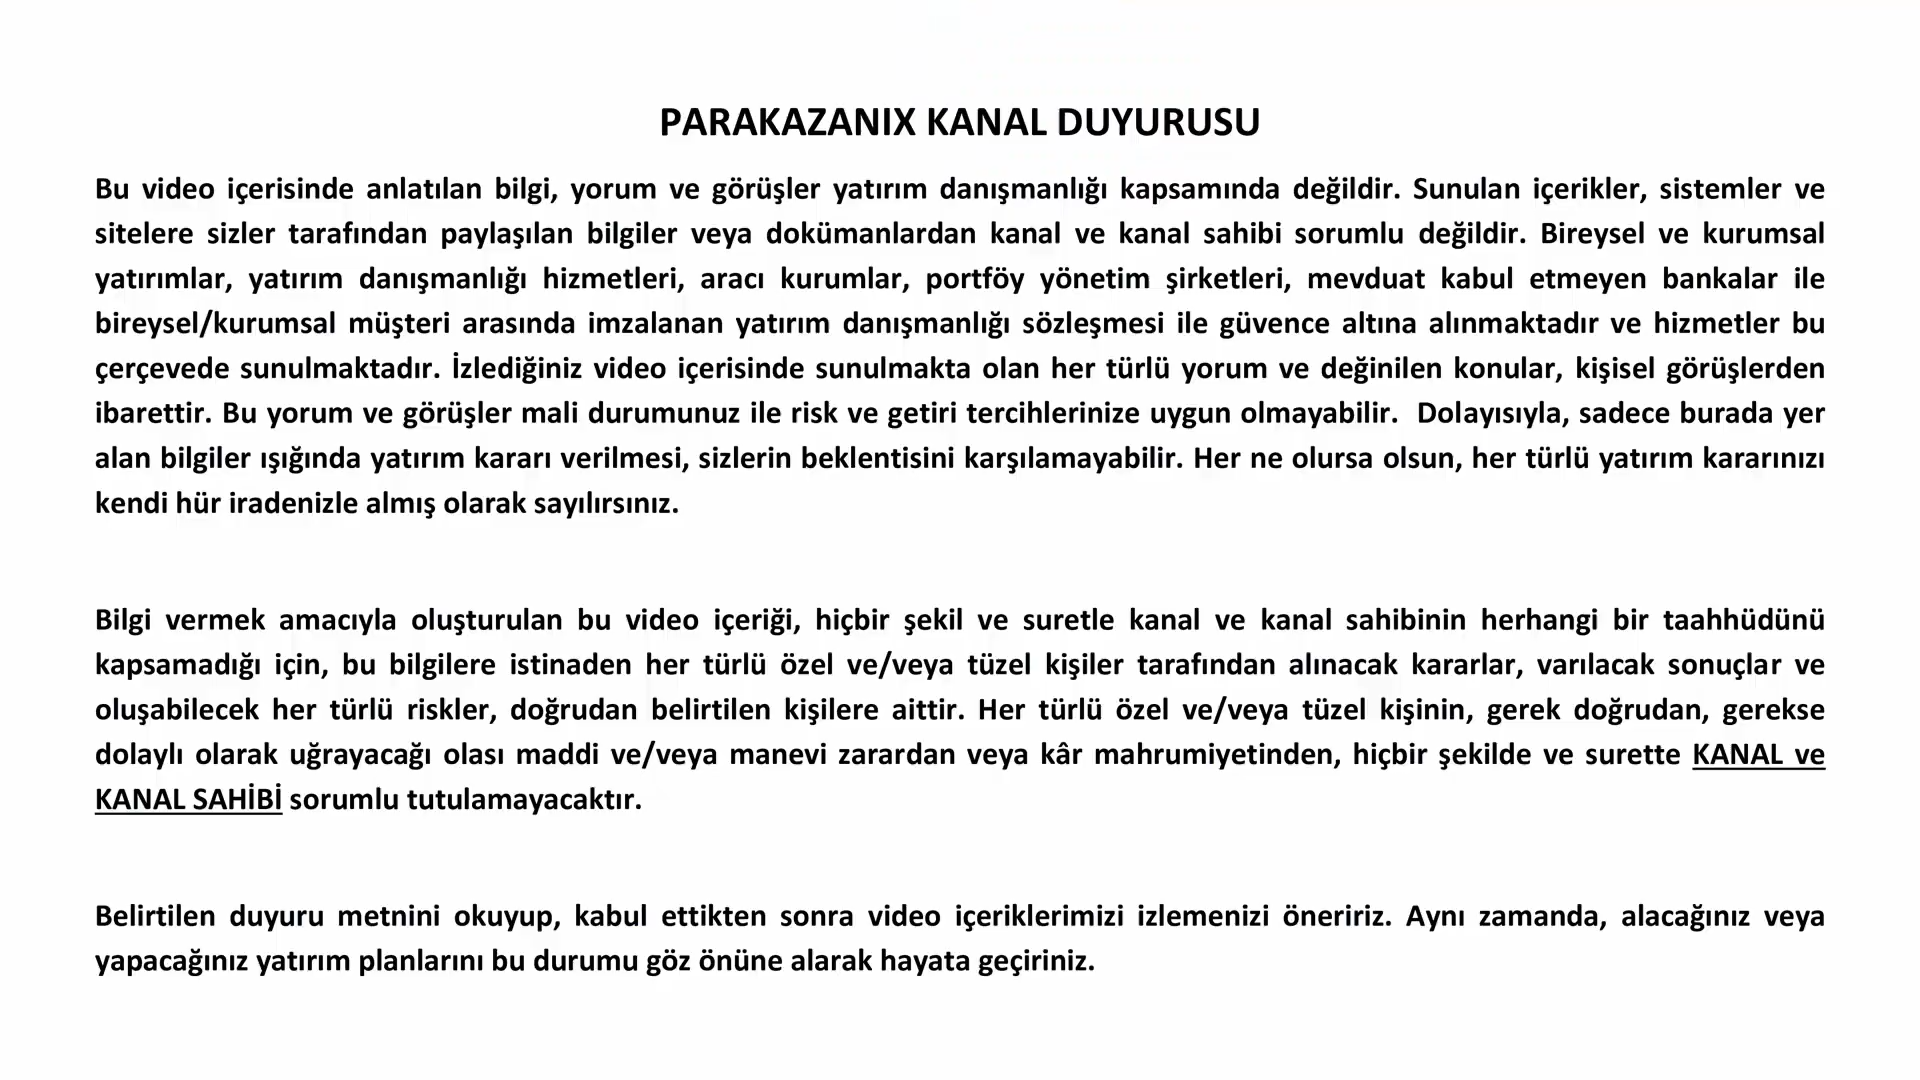 PARAKAZANIX KANAL DUYURUSU
Bu video içerisinde anlatılan bilgi, yorum ve görüşler yatırım danışmanlığı kapsamında değildir. Sunulan içerikler, sistemler ve
sitelere sizler tarafından paylaşılan bilgiler veya dokümanlardan kanal ve kanal sahibi sorumlu değildir. Bireysel ve kurumsal
yatırımlar, yatırım danışmanlığı hizmetleri, aracı kurumlar, portföy yönetim şirketleri, mevduat kabul etmeyen bankalar ile
bireysel/kurumsal müşteri arasında imzalanan yatırım danışmanlığı sözleşmesi ile güvence altına alınmaktadır ve hizmetler bu
çerçevede sunulmaktadır. İzlediğiniz video içerisinde sunulmakta olan her türlü yorum ve değinilen konular, kişisel görüşlerden
ibarettir. Bu yorum ve görüşler mali durumunuz ile risk ve getiri tercihlerinize uygun olmayabilir. Dolayısıyla, sadece burada yer
alan bilgiler ışığında yatırım kararı verilmesi, sizlerin beklentisini karşılamayabilir. Her ne olursa olsun, her türlü yatırım kararınızı
kendi hür iradenizle almış olarak sayılırsınız.
Bilgi vermek amacıyla oluşturulan bu video içeriği, hiçbir şekil ve suretle kanal ve kanal sahibinin herhangi bir taahhüdünü
kapsamadığı için, bu bilgilere istinaden her türlü özel ve/veya tüzel kişiler tarafından alınacak kararlar, varılacak sonuçlar ve
oluşabilecek her türlü riskler, doğrudan belirtilen kişilere aittir. Her türlü özel ve/veya tüzel kişinin, gerek doğrudan, gerekse
dolaylı olarak uğrayacağı olası maddi ve/veya manevi zarardan veya kâr mahrumiyetinden, hiçbir şekilde ve surette KANAL ve
KANAL SAHİBİ sorumlu tutulamayacaktır.
Belirtilen duyuru metnini okuyup, kabul ettikten sonra video içeriklerimizi izlemenizi öneririz. Aynı zamanda, alacağınız veya
yapacağınız yatırım planlarını bu durumu göz önüne alarak hayata geçiriniz.